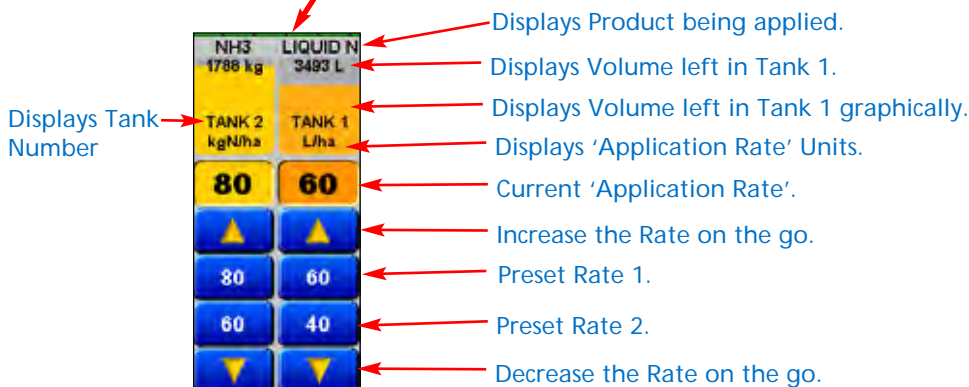 Displays Product being applied.
NH3 LIQUID N
1788 kg 3493 L
Displays Volume left in Tank 1.
Displays Volume left in Tank 1 graphically.
Displays Tank
Number
TANK 2 TANK 1
kgN/ha L/ha
Displays 'Application Rate' Units.
80 60
Current 'Application Rate'.
Increase the Rate on the go.
80 60
Preset Rate 1.
60 40
Preset Rate 2.
Decrease the Rate on the go.